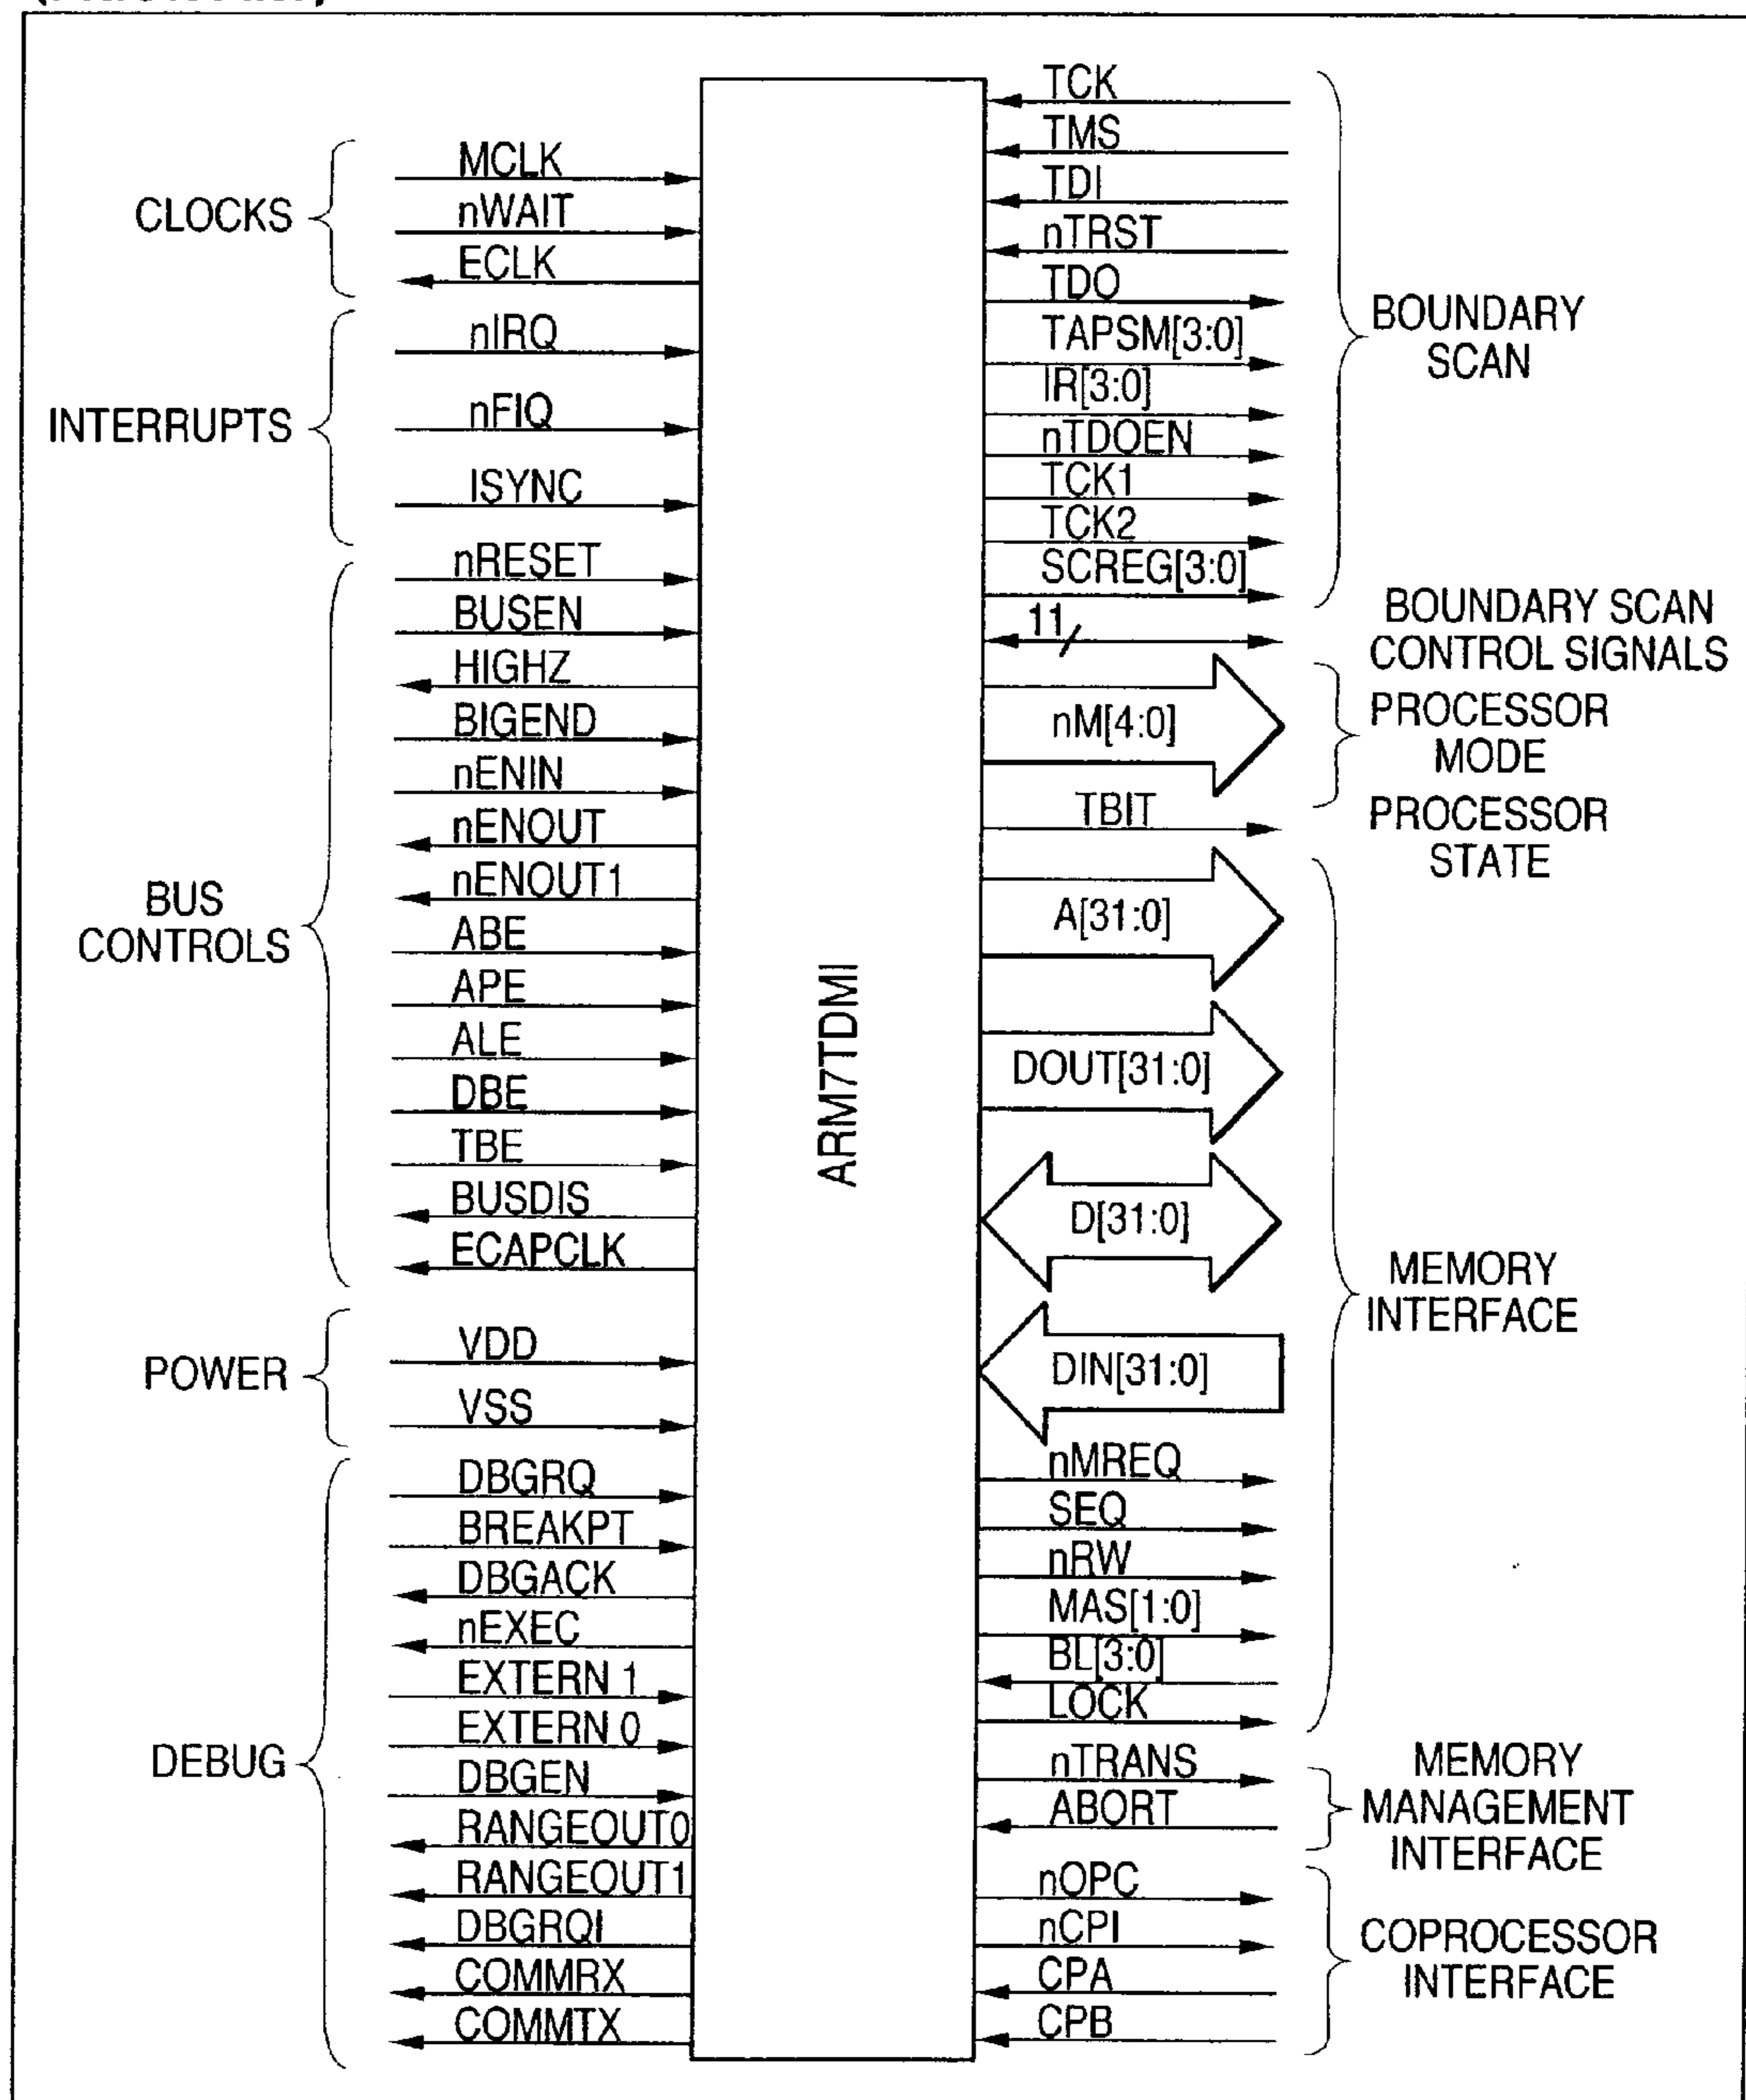 CLOCKS
MCLK
nWAIT
ECLK
INTERRUPTS
nIRQ
nFIQ
ISYNC
BUS
CONTROLS
nRESET
BUSEN
HIGHZ
BIGEND
nENIN
nENOUT
nENOUT1
ABE
APE
ALE
DBE
TBE
BUSDIS
ECAPCLK
POWER
VDD
VSS
DEBUG
DBGRQ
BREAKPT
DBGACK
nEXEC
EXTERN 1
EXTERN 0
DBGEN
RANGEOUT0
RANGEOUT1
DBGRQI
COMMRX
COMMTX
ARM7TDMI
TCK
TMS
TDI
nTRST
TDO
TAPSM[3:0]
IR[3:0]
nTDOEN
TCK1
TCK2
SCREG[3:0]
BOUNDARY
SCAN
11
BOUNDARY SCAN
CONTROL SIGNALS
nM[4:0]
PROCESSOR
MODE
TBIT
PROCESSOR
STATE
A[31:0]
DOUT[31:0]
D[31:0]
DIN[31:0]
nMREQ
SEQ
nRW
MAS[1:0]
BL[3:0]
LOCK
MEMORY
INTERFACE
nTRANS
ABORT
MEMORY
MANAGEMENT
INTERFACE
nOPC
nCPI
CPA
CPB
COPROCESSOR
INTERFACE